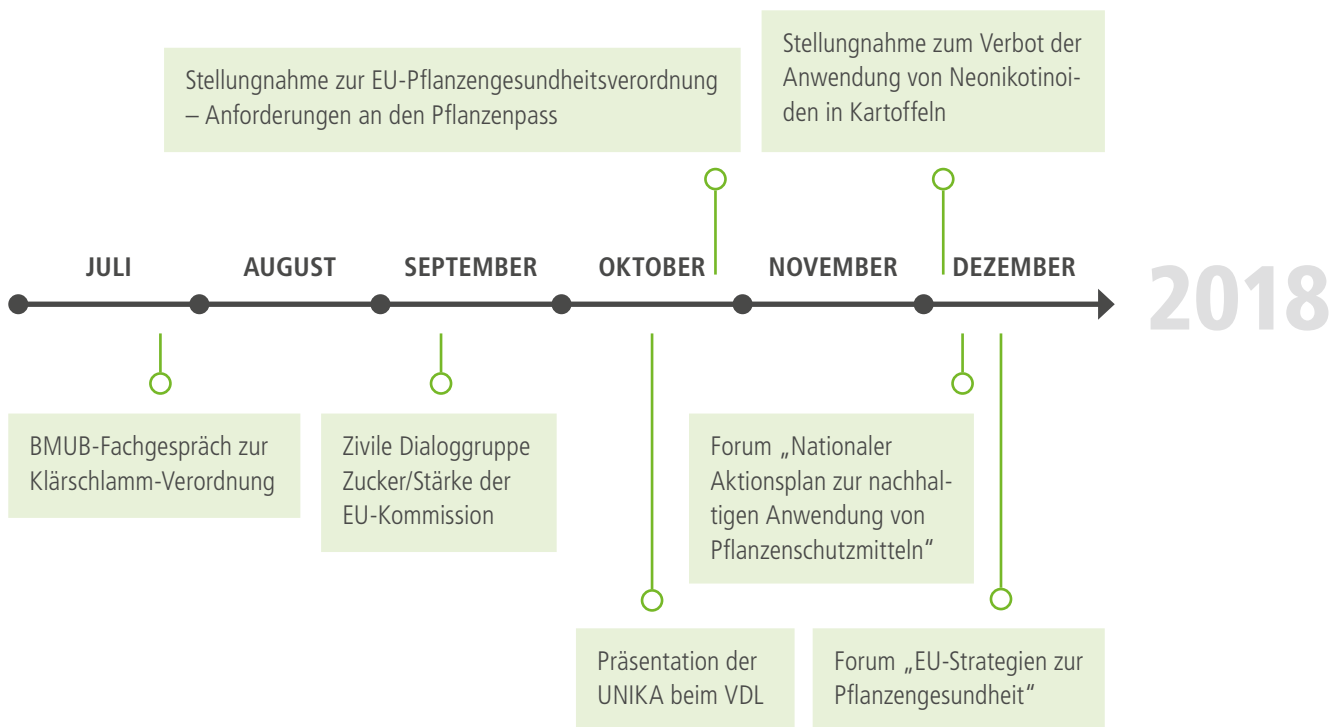 Stellungnahme zur EU-Pflanzengesundheitsverordnung
– Anforderungen an den Pflanzenpass
Stellungnahme zum Verbot der
Anwendung von Neonikotinoi-
den in Kartoffeln
JULI
AUGUST
SEPTEMBER
OKTOBER
NOVEMBER
DEZEMBER
2018
BMUB-Fachgespräch zur
Klärschlamm-Verordnung
Zivile Dialoggruppe
Zucker/Stärke der
EU-Kommission
Forum „Nationaler
Aktionsplan zur nachhal-
tigen Anwendung von
Pflanzenschutzmitteln“
Präsentation der
UNIKA beim VDL
Forum „EU-Strategien zur
Pflanzengesundheit“